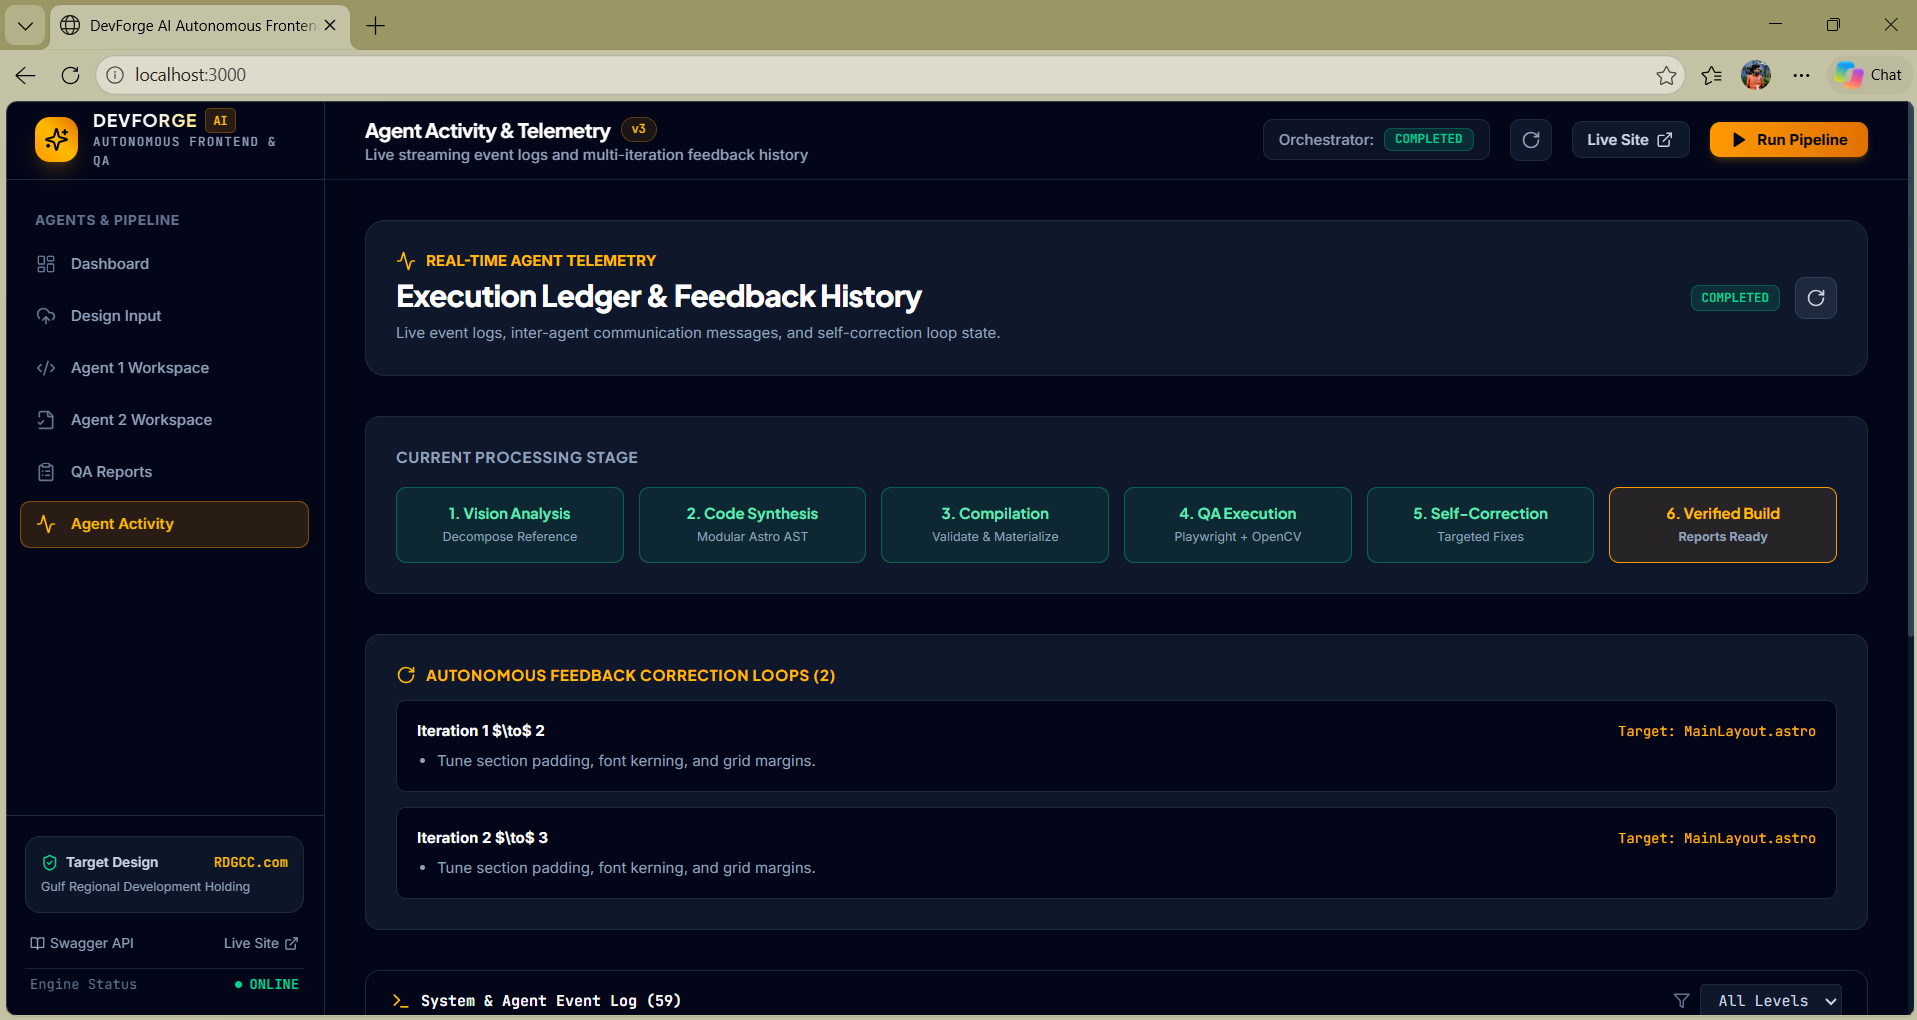 DevForge AI Autonomous Fronten
localhost:3000
Chat
DEVFORGE AI
AUTONOMOUS FRONTEND &
QA
Agent Activity & Telemetry v3
Live streaming event logs and multi-iteration feedback history
Orchestrator: COMPLETED
Live Site
Run Pipeline
AGENTS & PIPELINE
Dashboard
Design Input
Agent 1 Workspace
Agent 2 Workspace
QA Reports
Agent Activity
Target Design RDGCC.com
Gulf Regional Development Holding
Swagger API Live Site
Engine Status ONLINE
REAL-TIME AGENT TELEMETRY
Execution Ledger & Feedback History
Live event logs, inter-agent communication messages, and self-correction loop state.
COMPLETED
CURRENT PROCESSING STAGE
1. Vision Analysis
Decompose Reference
2. Code Synthesis
Modular Astro AST
3. Compilation
Validate & Materialize
4. QA Execution
Playwright + OpenCV
5. Self-Correction
Targeted Fixes
6. Verified Build
Reports Ready
AUTONOMOUS FEEDBACK CORRECTION LOOPS (2)
Iteration 1 $\to$ 2 Target: MainLayout.astro
• Tune section padding, font kerning, and grid margins.
Iteration 2 $\to$ 3 Target: MainLayout.astro
• Tune section padding, font kerning, and grid margins.
System & Agent Event Log (59) All Levels